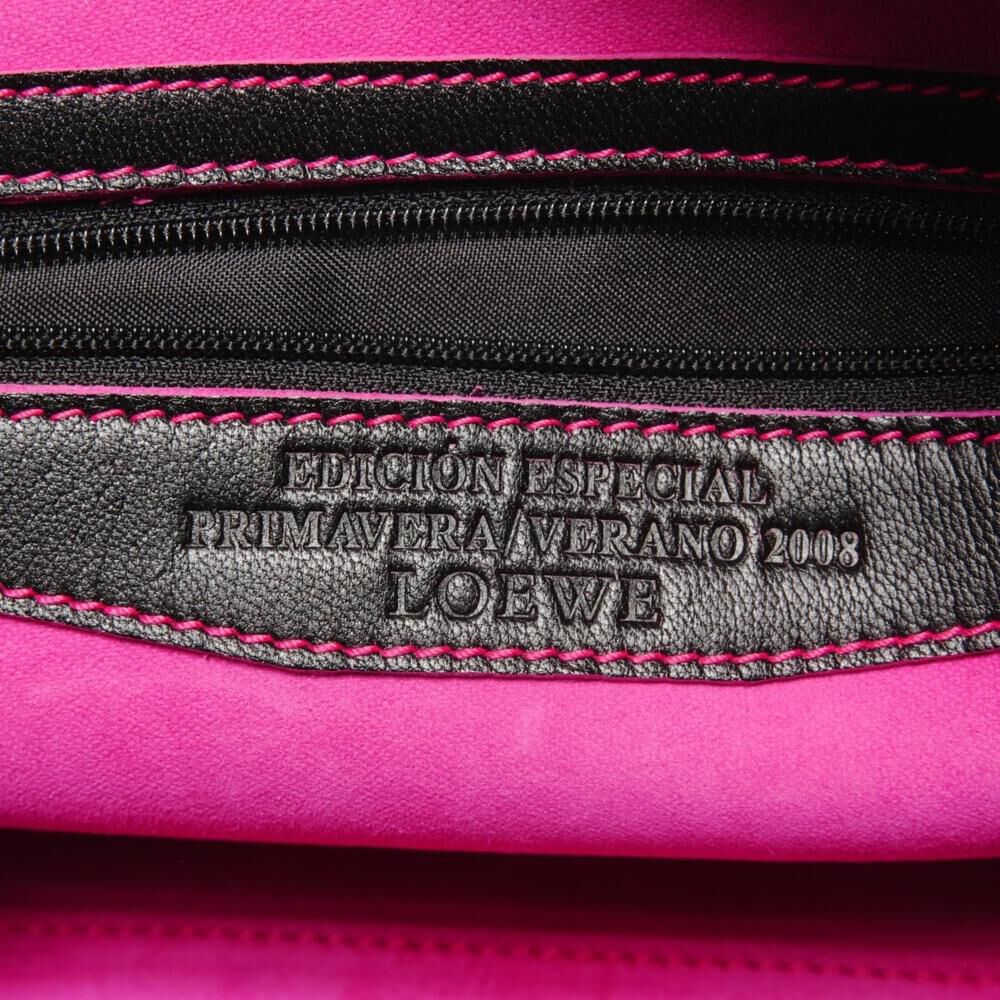 EDICIÓN ESPECIAL
PRIMAVERA/VERANO 2008
LOEWE